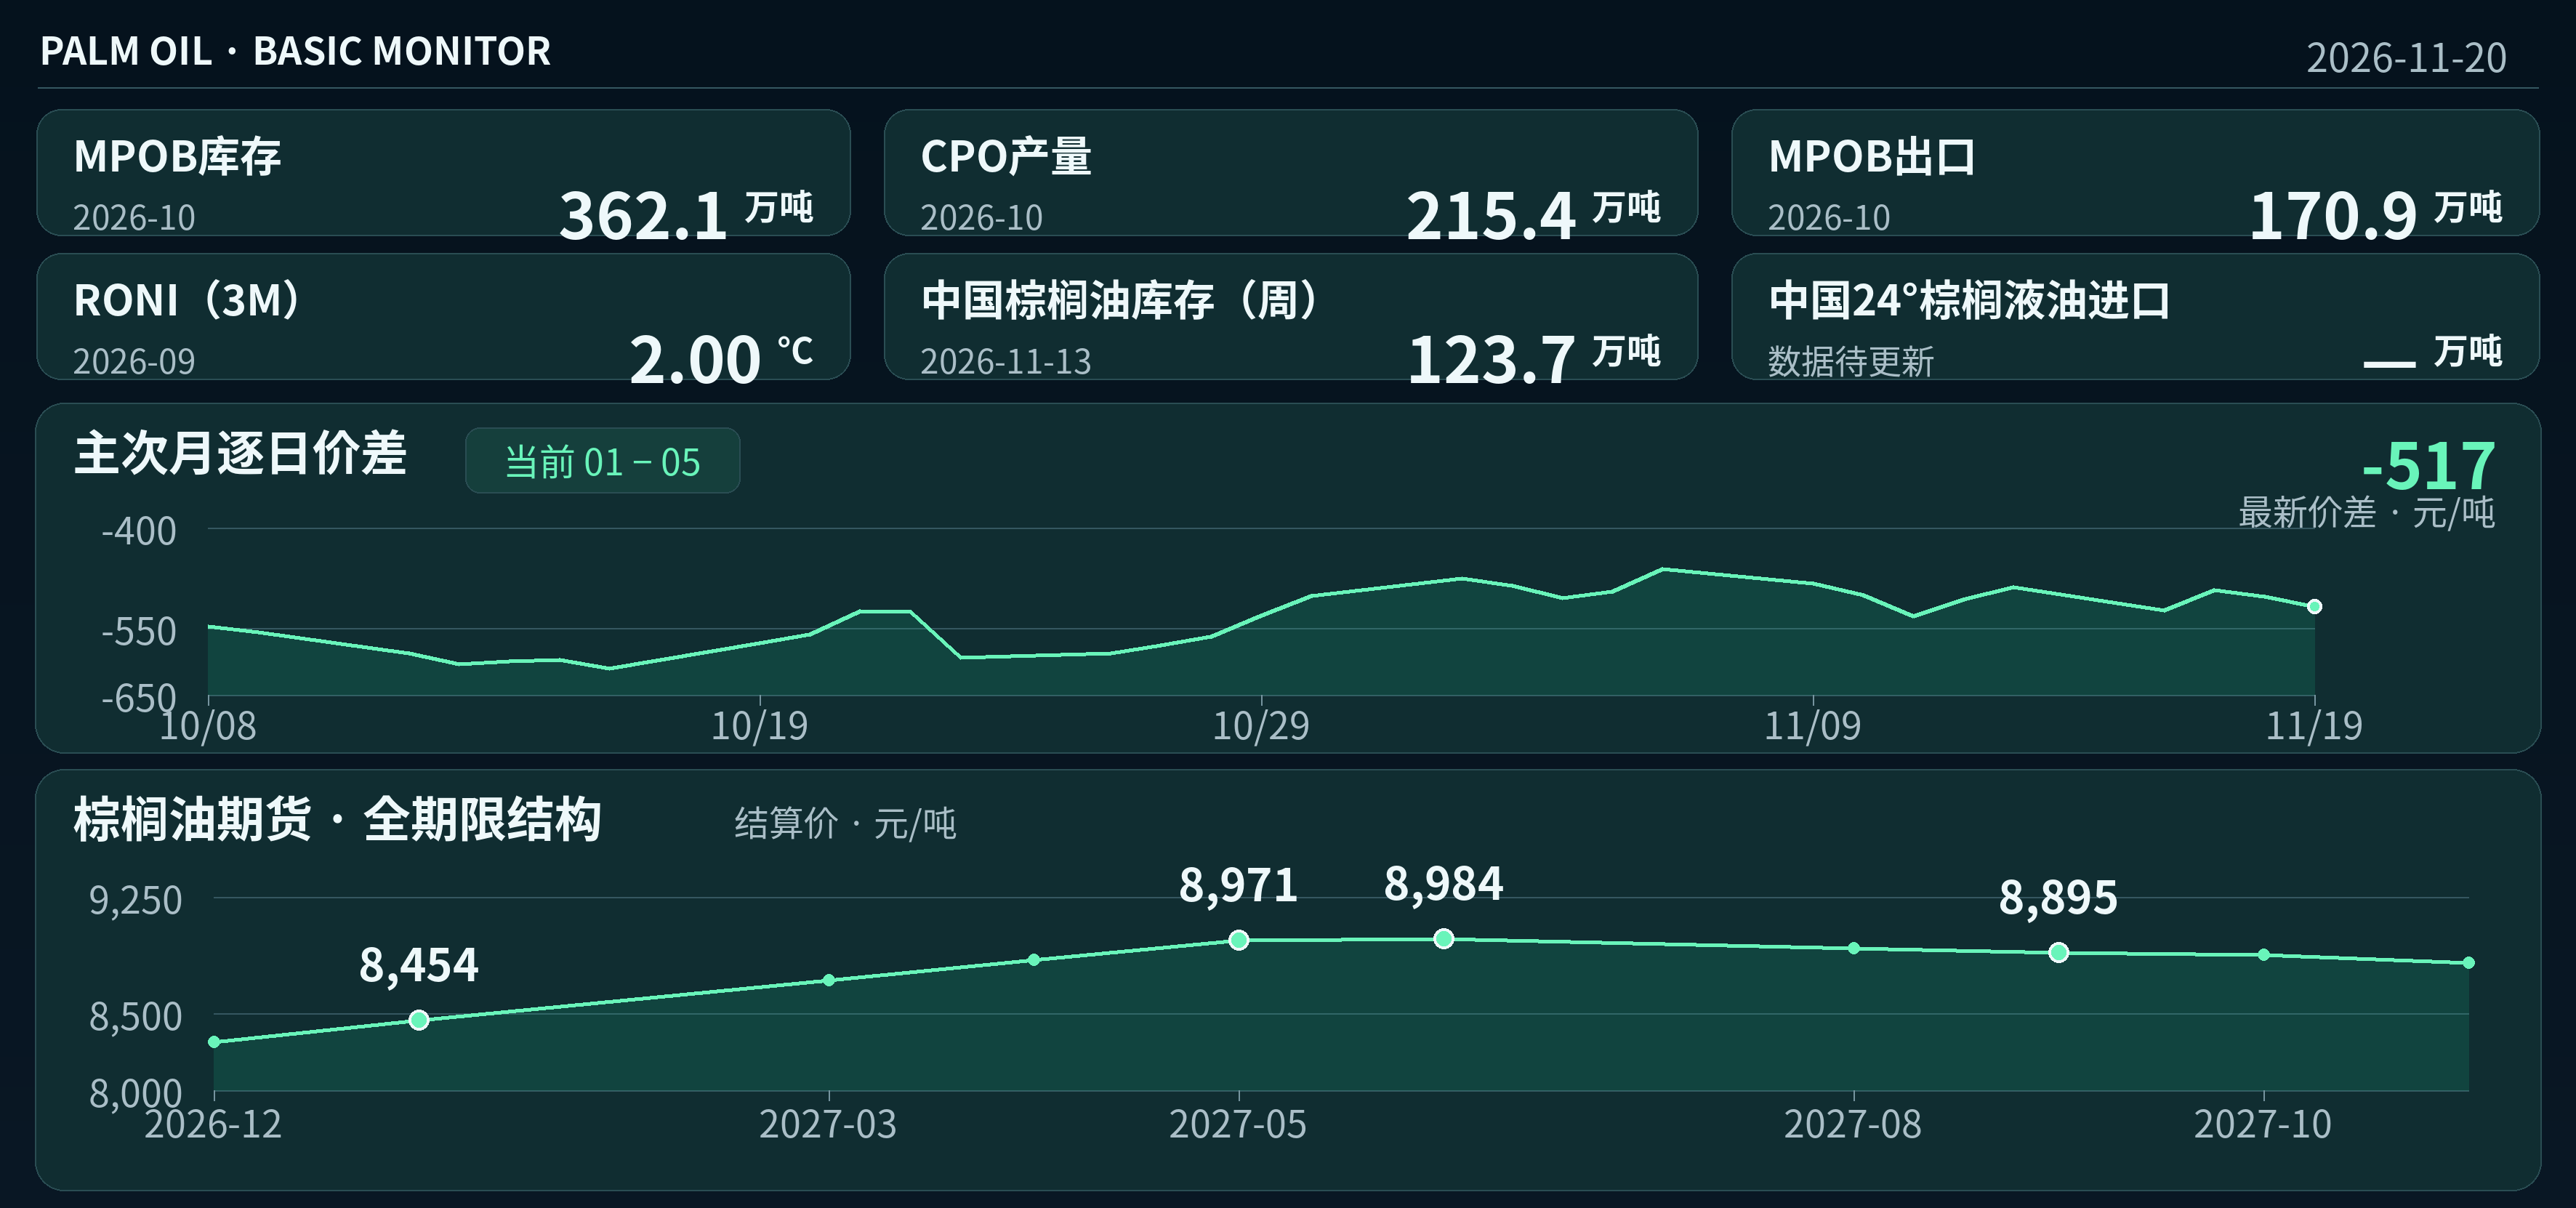 PALM OIL · BASIC MONITOR
2026-11-20
MPOB库存
2026-10
362.1 万吨
CPO产量
2026-10
215.4 万吨
MPOB出口
2026-10
170.9 万吨
RONI（3M）
2026-09
2.00 °C
中国棕榈油库存（周）
2026-11-13
123.7 万吨
中国24°棕榈液油进口
数据待更新
— 万吨
主次月逐日价差
当前 01 – 05
-517
最新价差 · 元/吨
-400
-550
-650
10/08
10/19
10/29
11/09
11/19
棕榈油期货 · 全期限结构
结算价 · 元/吨
8,454
8,971
8,984
8,895
9,250
8,500
8,000
2026-12
2027-03
2027-05
2027-08
2027-10